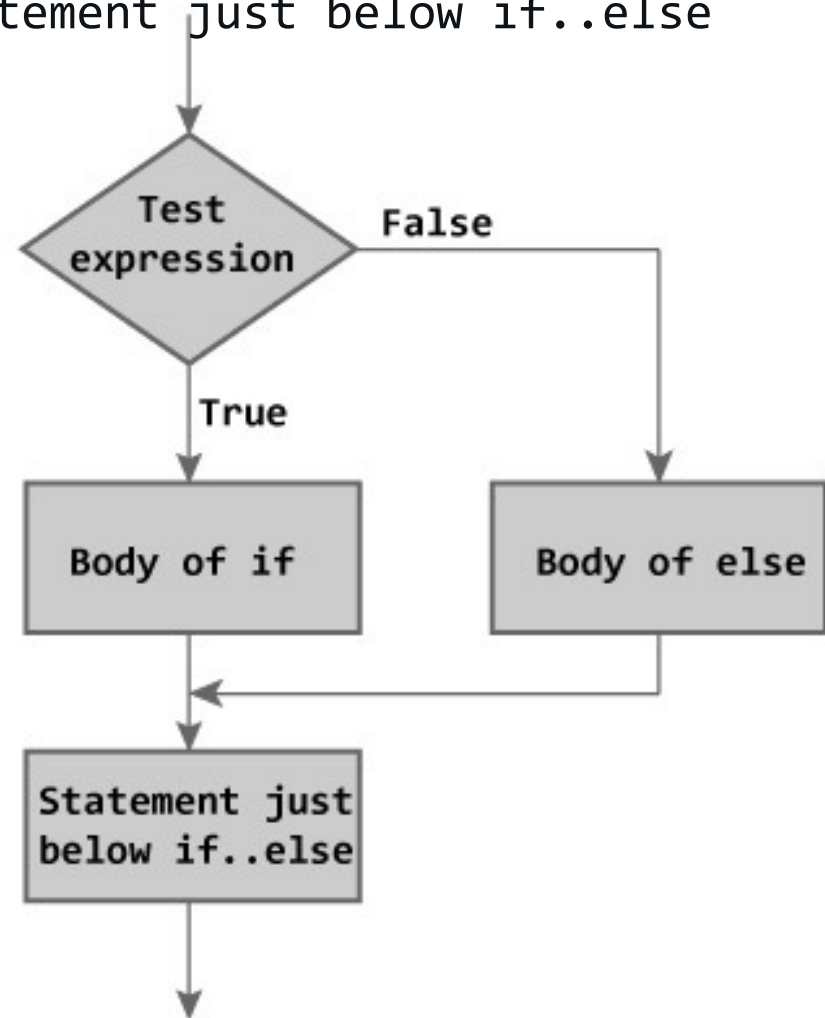 tement just below if..else
Test
expression
False
True
Body of if
Body of else
Statement just
below if..else